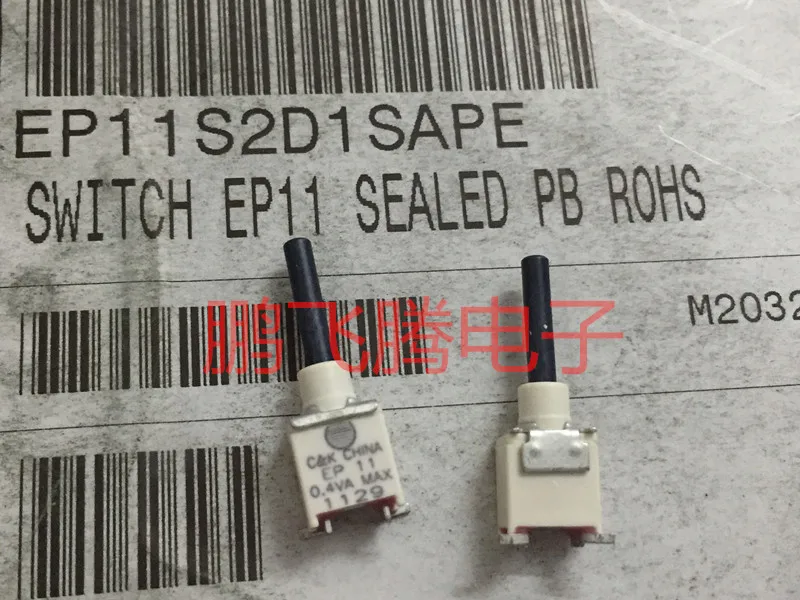 EP11S2D1SAPE
SWITCH EP11 SEALED PB ROHS
M2032
鹏飞腾电子
C&K CHINA
EP 11
0.4VA MAX
1129